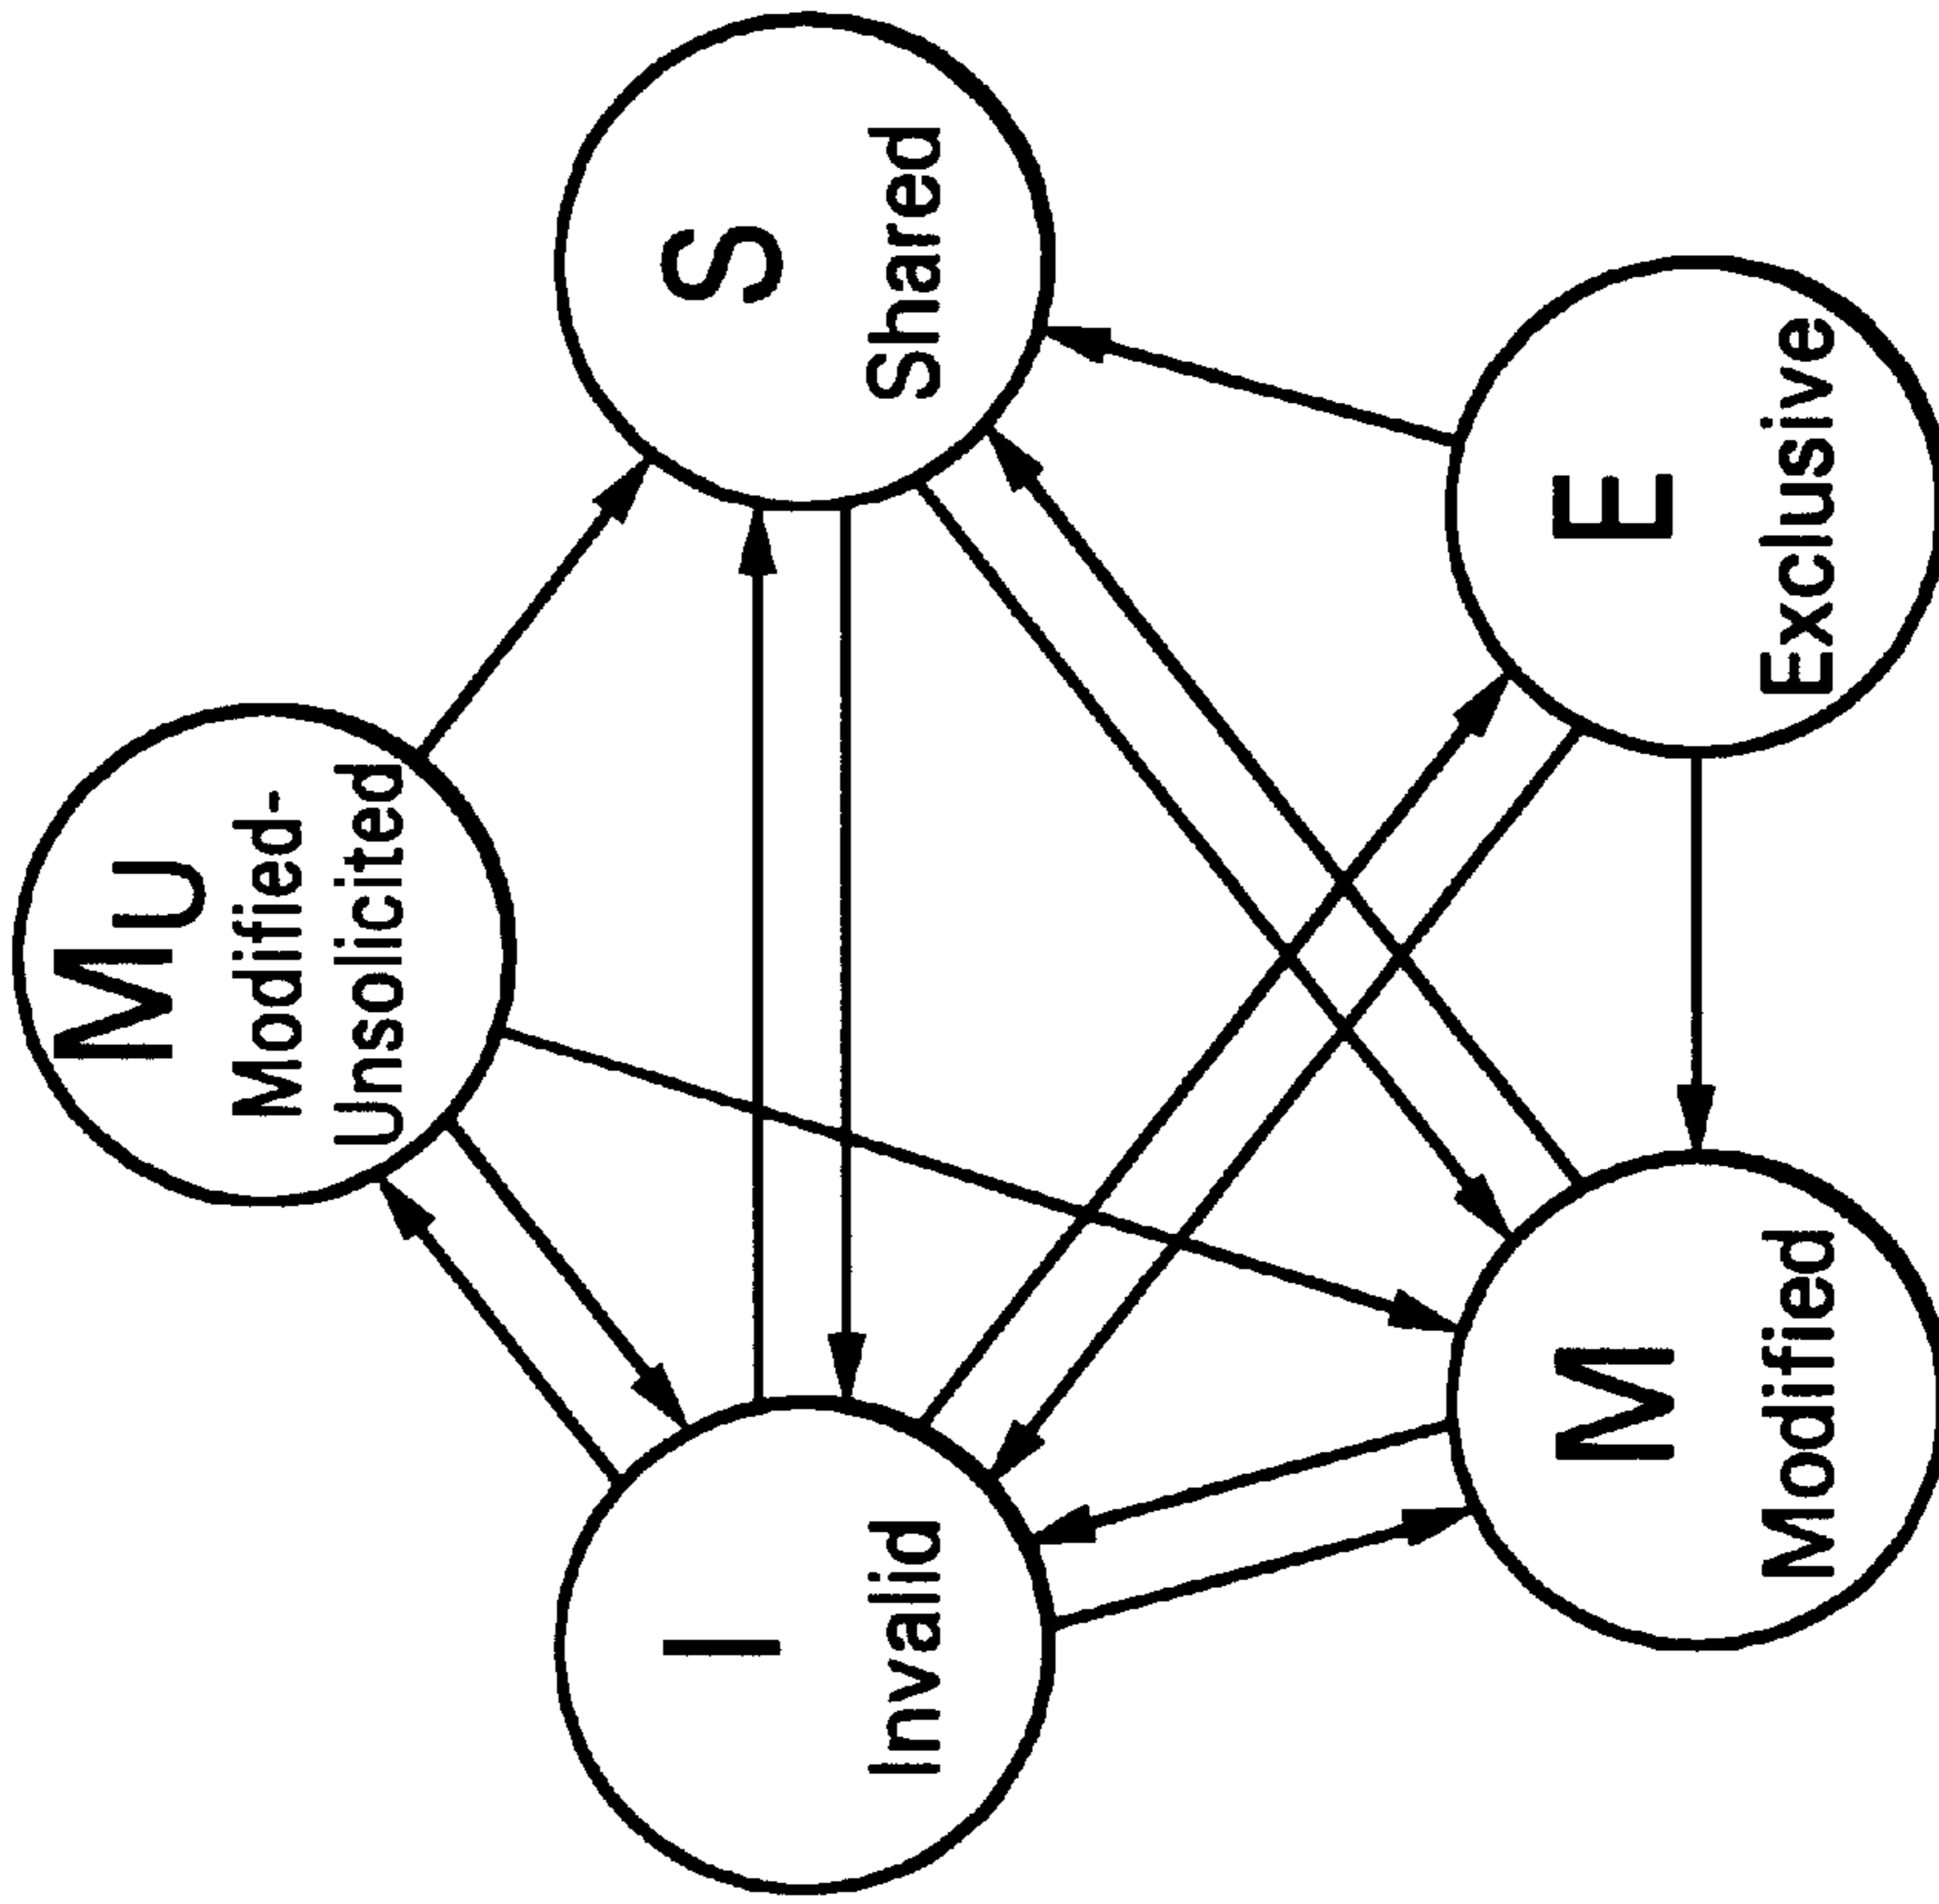 MU
Modified-
Unsolicited
I
Invalid
S
Shared
M
Modified
E
Exclusive